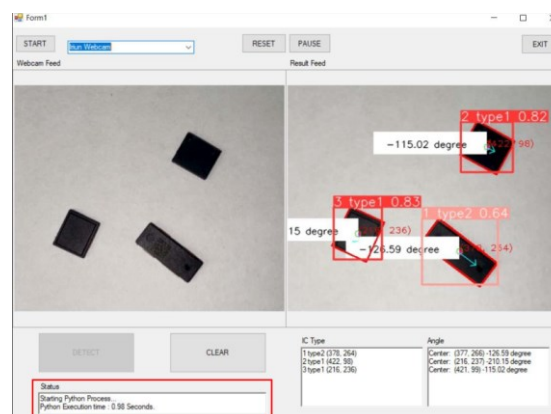 Form1
START
RESET
PAUSE
EXIT
Webcam Feed
Result Feed
2 type1 0.82
-115.02 degree
98)
3 type1 0.83
1 type2 0.64
15 degree
236)
-126.59 degree
DETECT
CLEAR
IC Type
1 type2 (378, 264)
2 type1 (422, 98)
3 type1 (216, 236)
Angle
Center: (377, 266) -126.59 degree
Center: (216, 237) -210.15 degree
Center: (421, 99) -115.02 degree
Status
Starting Python Process...
Python Execution time : 0.98 Seconds.